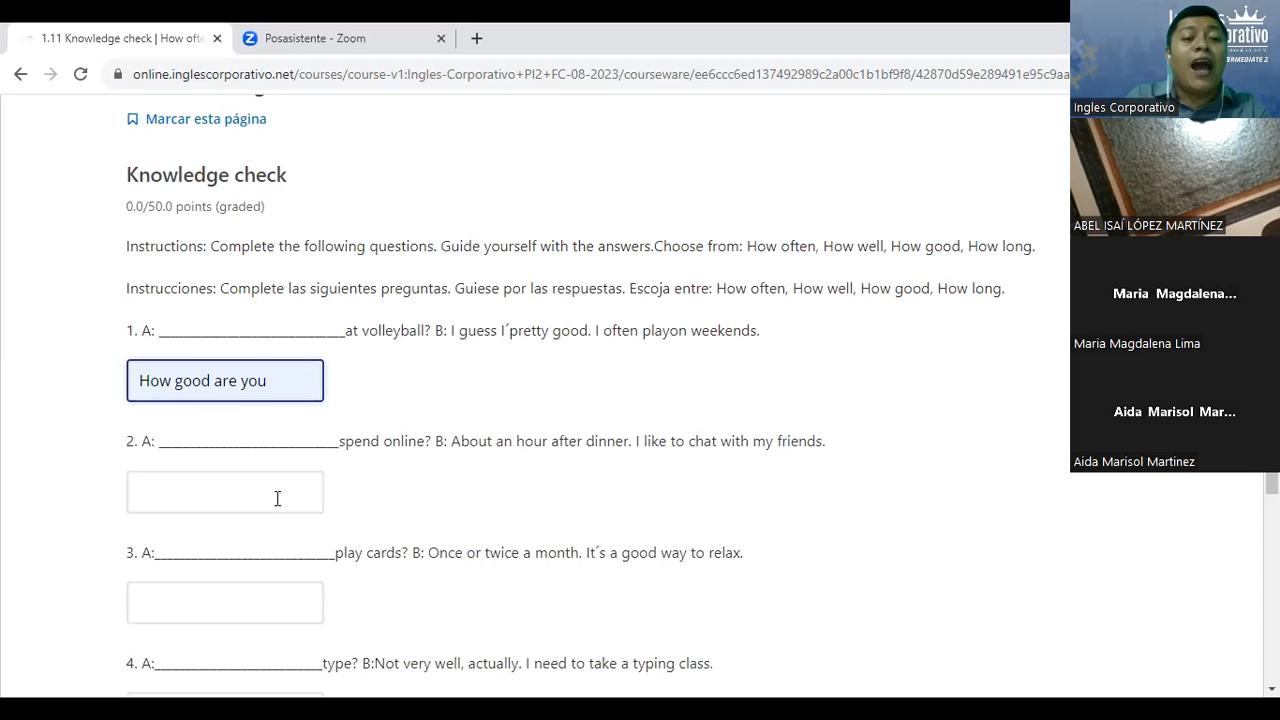 1.11 Knowledge check | How ofte
Posasistente - Zoom
online.inglescorporativo.net/courses/course-v1:Ingles-Corporativo+PI2+FC-08-2023/courseware/ee6ccc6ed137492989c2a00c1b1bf9f8/42870d59e289491e95c9aa
Marcar esta página
Knowledge check
0.0/50.0 points (graded)
Instructions: Complete the following questions. Guide yourself with the answers.Choose from: How often, How well, How good, How long.
Instrucciones: Complete las siguientes preguntas. Guiese por las respuestas. Escoja entre: How often, How well, How good, How long.
1. A: __________________________at volleyball? B: I guess I´pretty good. I often playon weekends.
How good are you
2. A: _________________________spend online? B: About an hour after dinner. I like to chat with my friends.
3. A:_________________________play cards? B: Once or twice a month. It´s a good way to relax.
4. A:_______________________type? B:Not very well, actually. I need to take a typing class.
Ingles Corporativo
ABEL ISAÍ LÓPEZ MARTÍNEZ
Maria Magdalena...
Maria Magdalena Lima
Aida Marisol Mar...
Aida Marisol Martinez